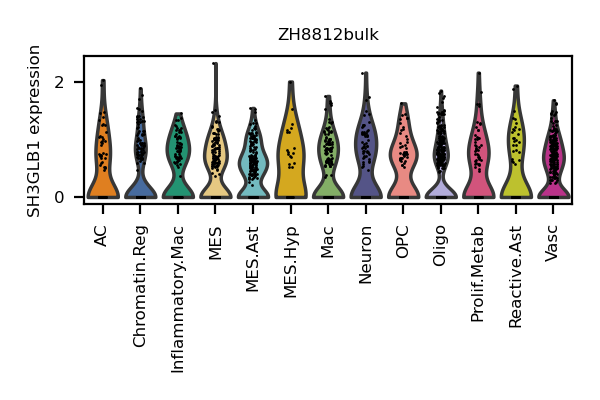 ZH8812bulk
SH3GLB1 expression
2
0
AC
Chromatin.Reg
Inflammatory.Mac
MES
MES.Ast
MES.Hyp
Mac
Neuron
OPC
Oligo
Prolif.Metab
Reactive.Ast
Vasc